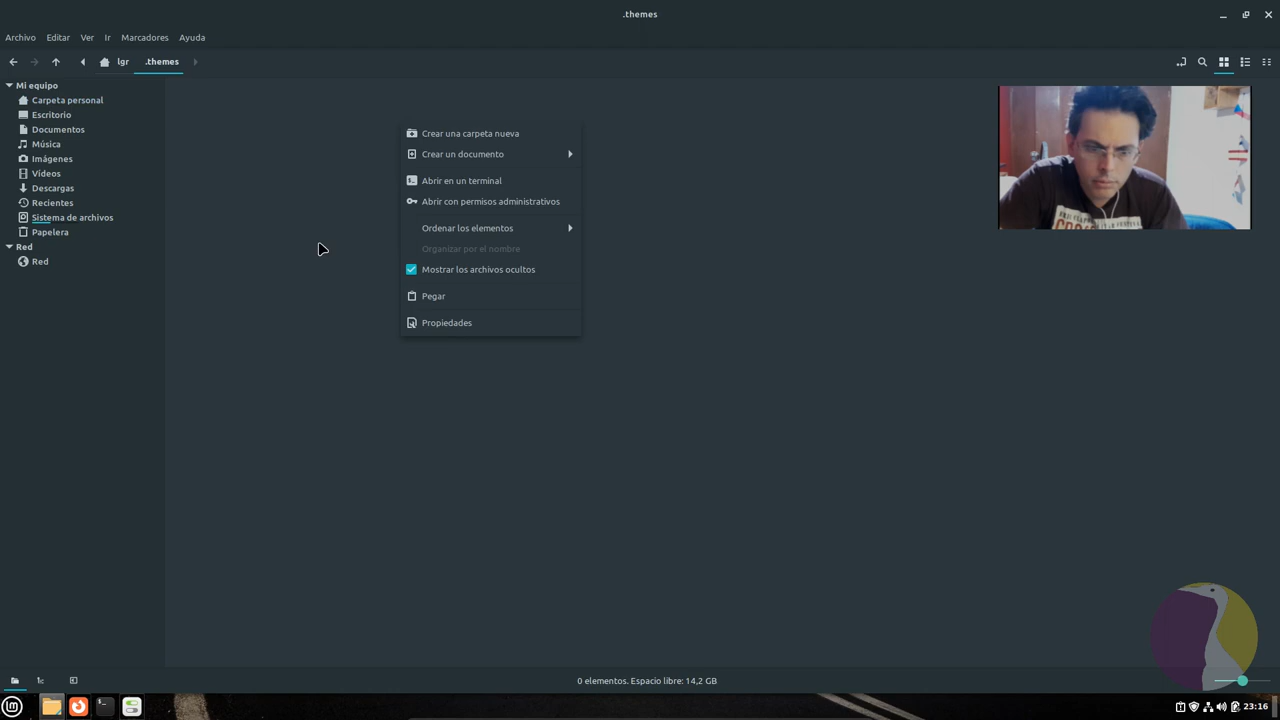 .themes
Archivo Editar Ver Ir Marcadores Ayuda
lgr .themes
Mi equipo
Carpeta personal
Escritorio
Documentos
Música
Imágenes
Vídeos
Descargas
Recientes
Sistema de archivos
Papelera
Red
Red
Crear una carpeta nueva
Crear un documento
Abrir en un terminal
Abrir con permisos administrativos
Ordenar los elementos
Organizar por el nombre
Mostrar los archivos ocultos
Pegar
Propiedades
0 elementos. Espacio libre: 14,2 GB
23:16